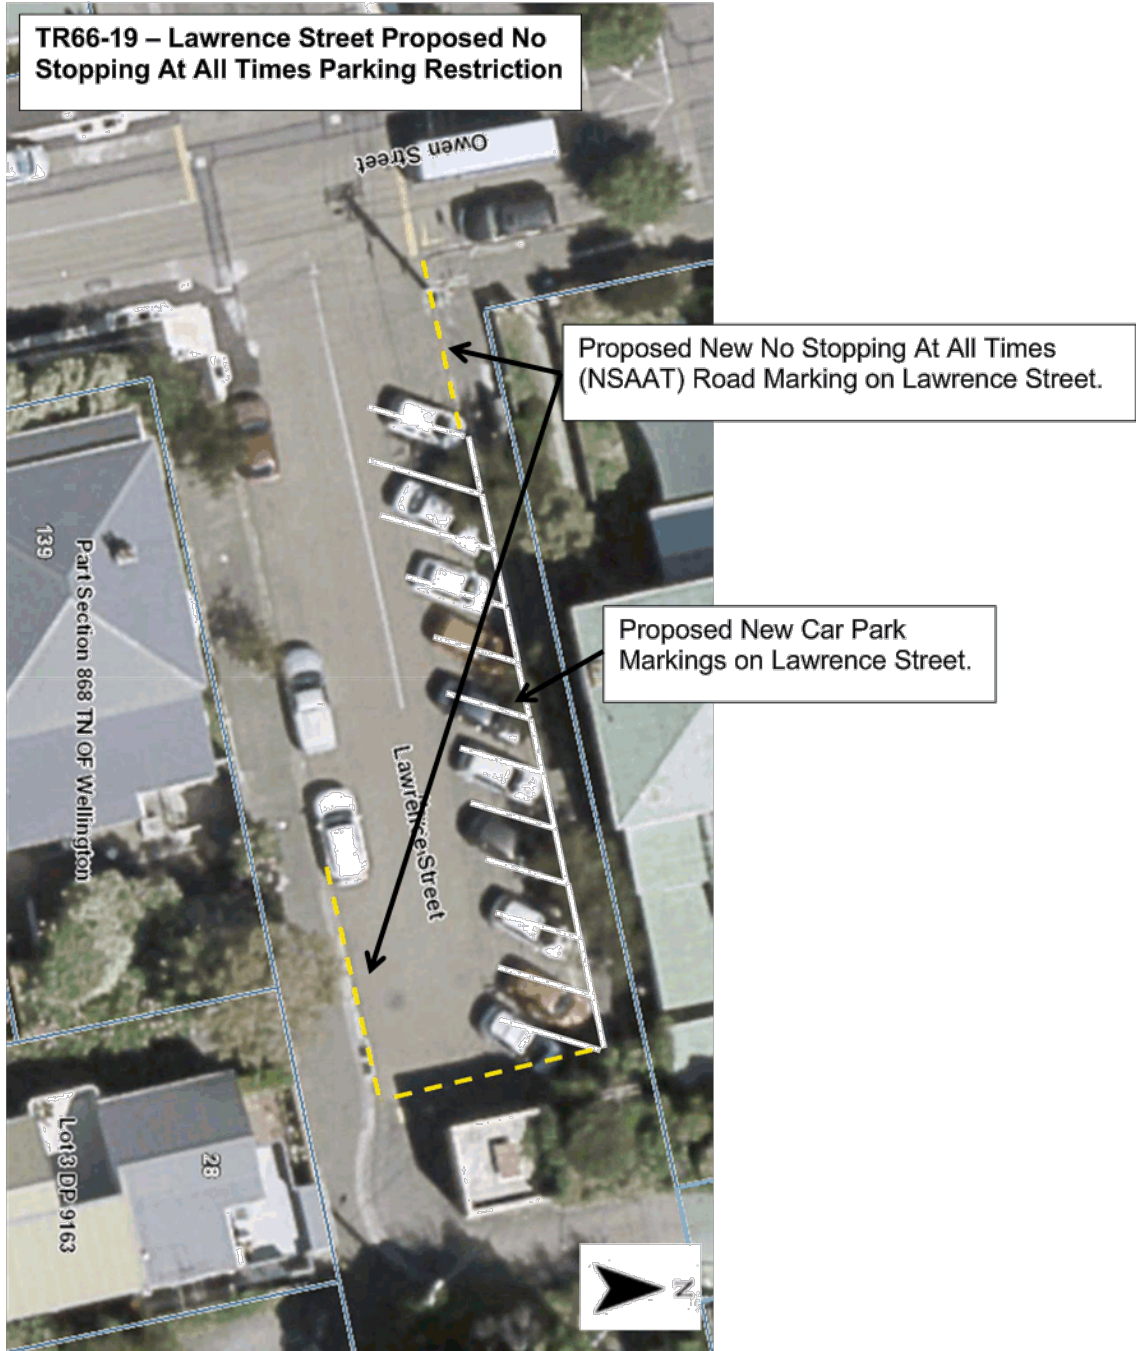 TR66-19 – Lawrence Street Proposed No
Stopping At All Times Parking Restriction
Owen Street
Proposed New No Stopping At All Times
(NSAAT) Road Marking on Lawrence Street.
139
Part Section 868 TN OF Wellington
Proposed New Car Park
Markings on Lawrence Street.
Lawrence Street
Lot 3 DP 9163
28
N